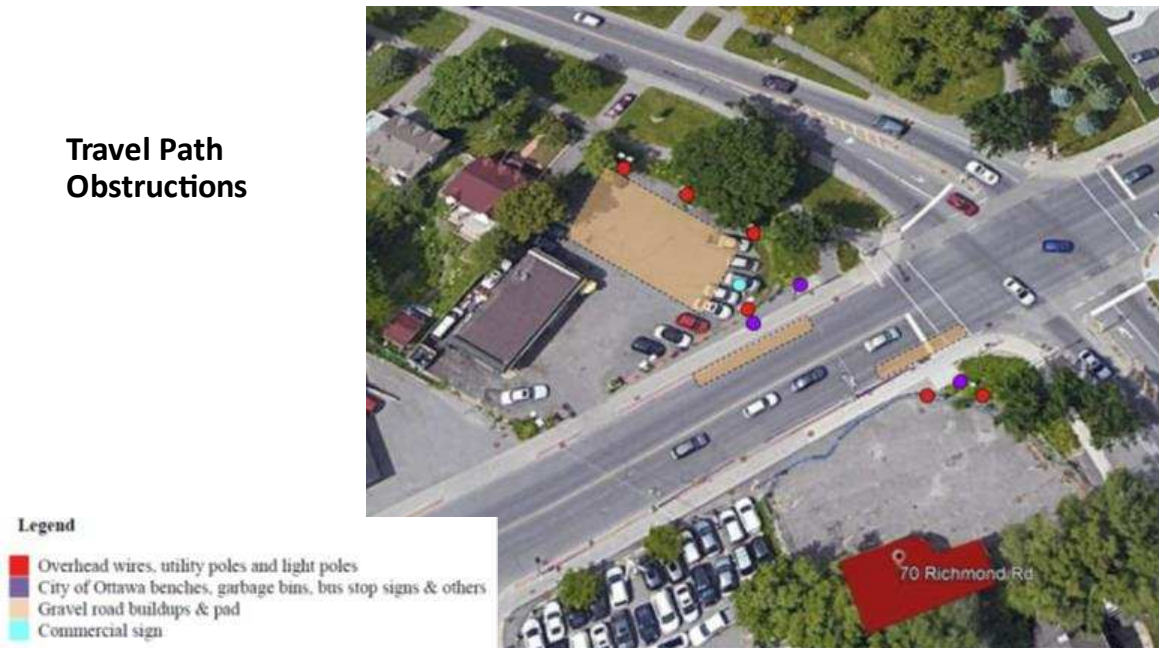 Travel Path
Obstructions
70 Richmond Rd
Legend
Overhead wires, utility poles and light poles
City of Ottawa benches, garbage bins, bus stop signs & others
Gravel road buildups & pad
Commercial sign